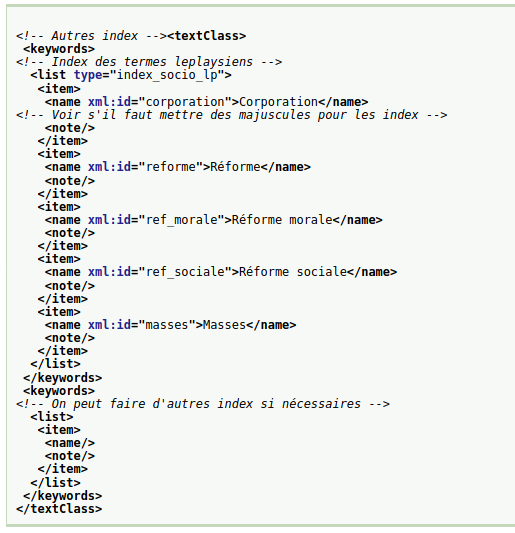 <!-- Autres index --><textClass>
<keywords>
<!-- Index des termes leplaysiens -->
<list type="index_socio_lp">
<item>
<name xml:id="corporation">Corporation</name>
<!-- Voir s'il faut mettre des majuscules pour les index -->
<note/>
</item>
<item>
<name xml:id="reforme">Réforme</name>
<note/>
</item>
<item>
<name xml:id="ref_morale">Réforme morale</name>
<note/>
</item>
<item>
<name xml:id="ref_sociale">Réforme sociale</name>
<note/>
</item>
<item>
<name xml:id="masses">Masses</name>
<note/>
</item>
</list>
</keywords>
<keywords>
<!-- On peut faire d'autres index si nécessaires -->
<list>
<item>
<name/>
<note/>
</item>
</list>
</keywords>
</textClass>